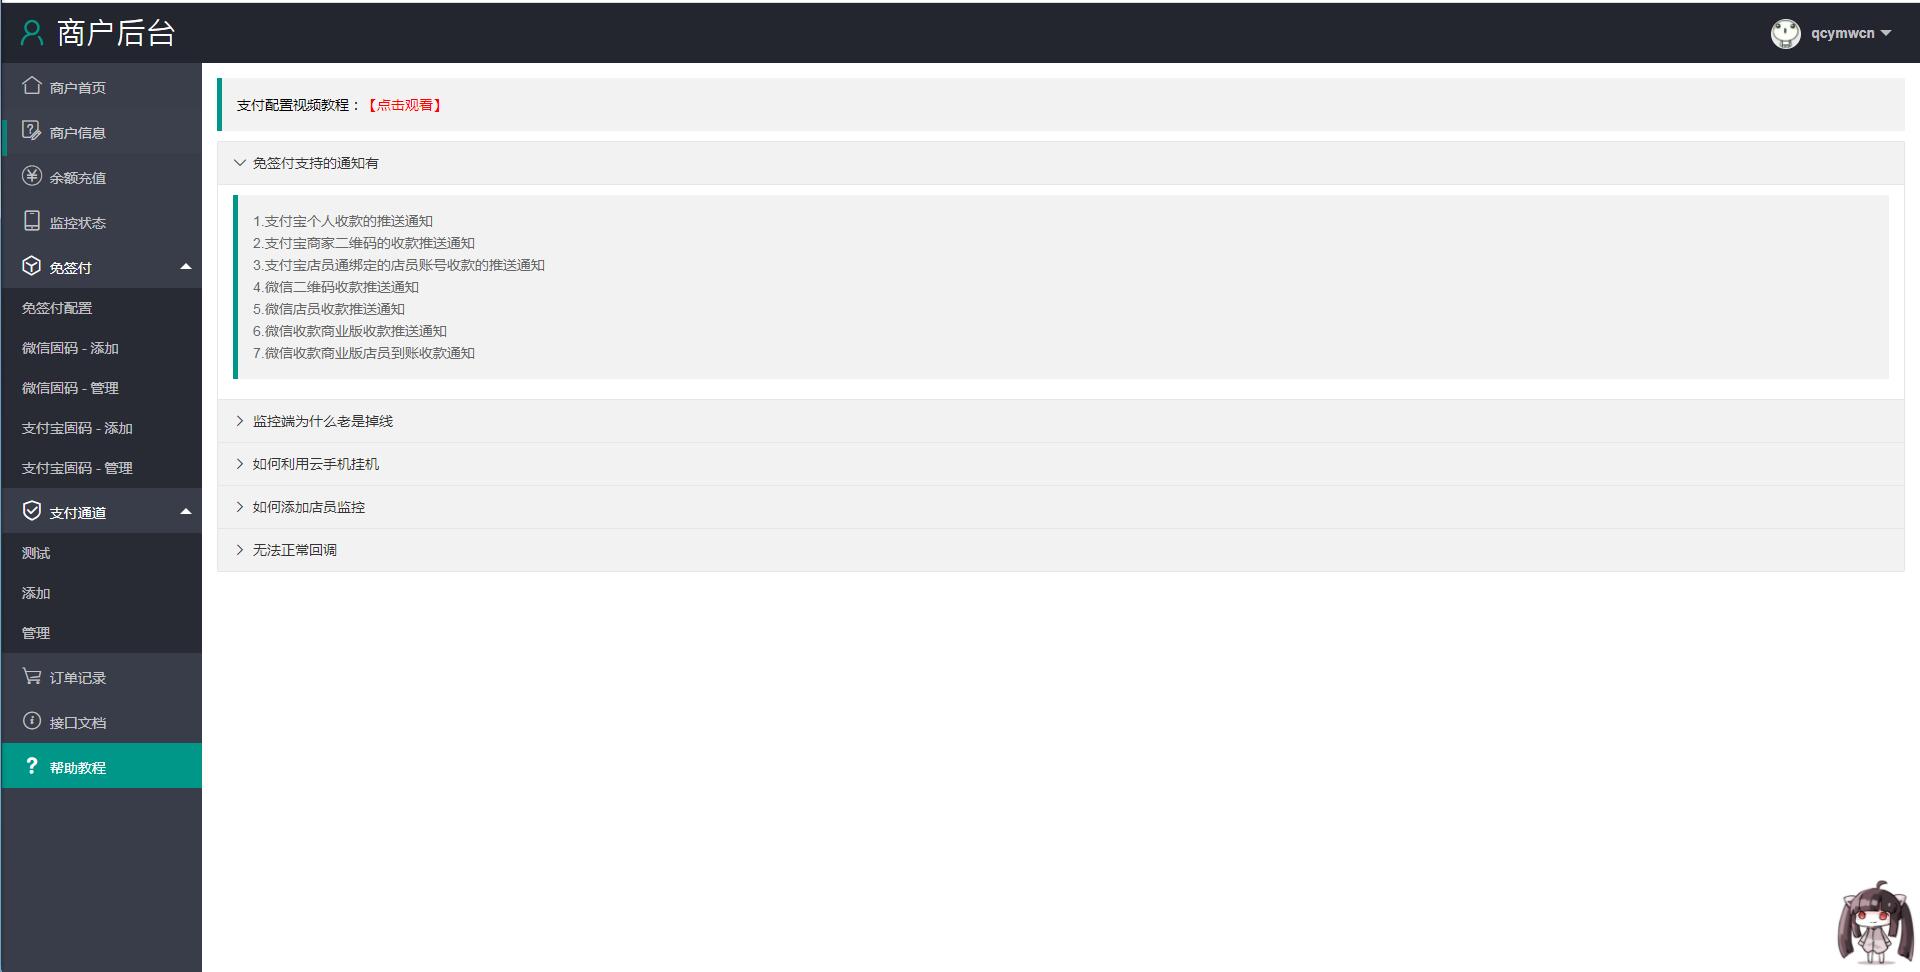 商户后台
qcymwcn
商户首页
商户信息
余额充值
监控状态
免签付
免签付配置
微信固码 - 添加
微信固码 - 管理
支付宝固码 - 添加
支付宝固码 - 管理
支付通道
测试
添加
管理
订单记录
接口文档
帮助教程
支付配置视频教程：【点击观看】
免签付支持的通知有
1.支付宝个人收款的推送通知
2.支付宝商家二维码的收款推送通知
3.支付宝店员通绑定的店员账号收款的推送通知
4.微信二维码收款推送通知
5.微信店员收款推送通知
6.微信收款商业版收款推送通知
7.微信收款商业版店员到账收款通知
监控端为什么老是掉线
如何利用云手机挂机
如何添加店员监控
无法正常回调